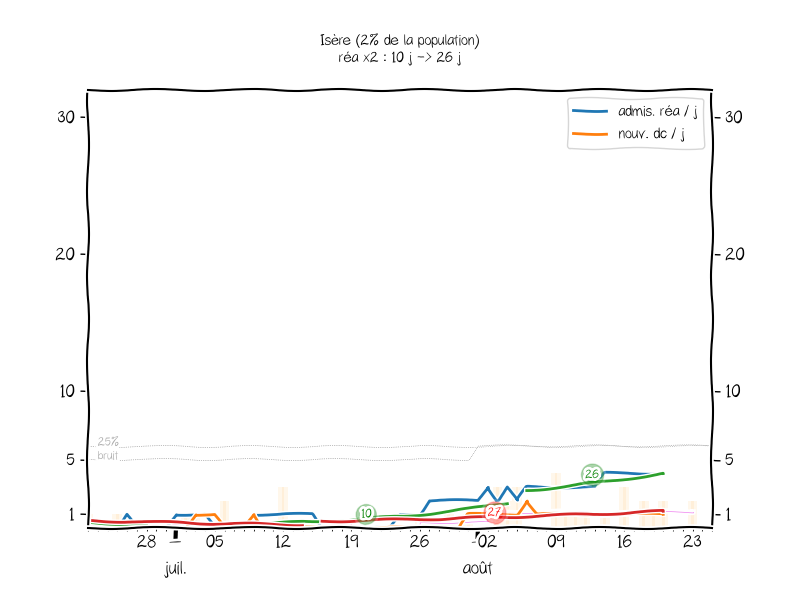 Isère (2% de la population)
réa x2 : 10 j -> 26 j
admis. réa / j
nouv. dc / j
30 30
20 20
10 10
25%
bruit
5 5
26
10
27
1 1
28 05 12 19 26 02 09 16 23
juil. août